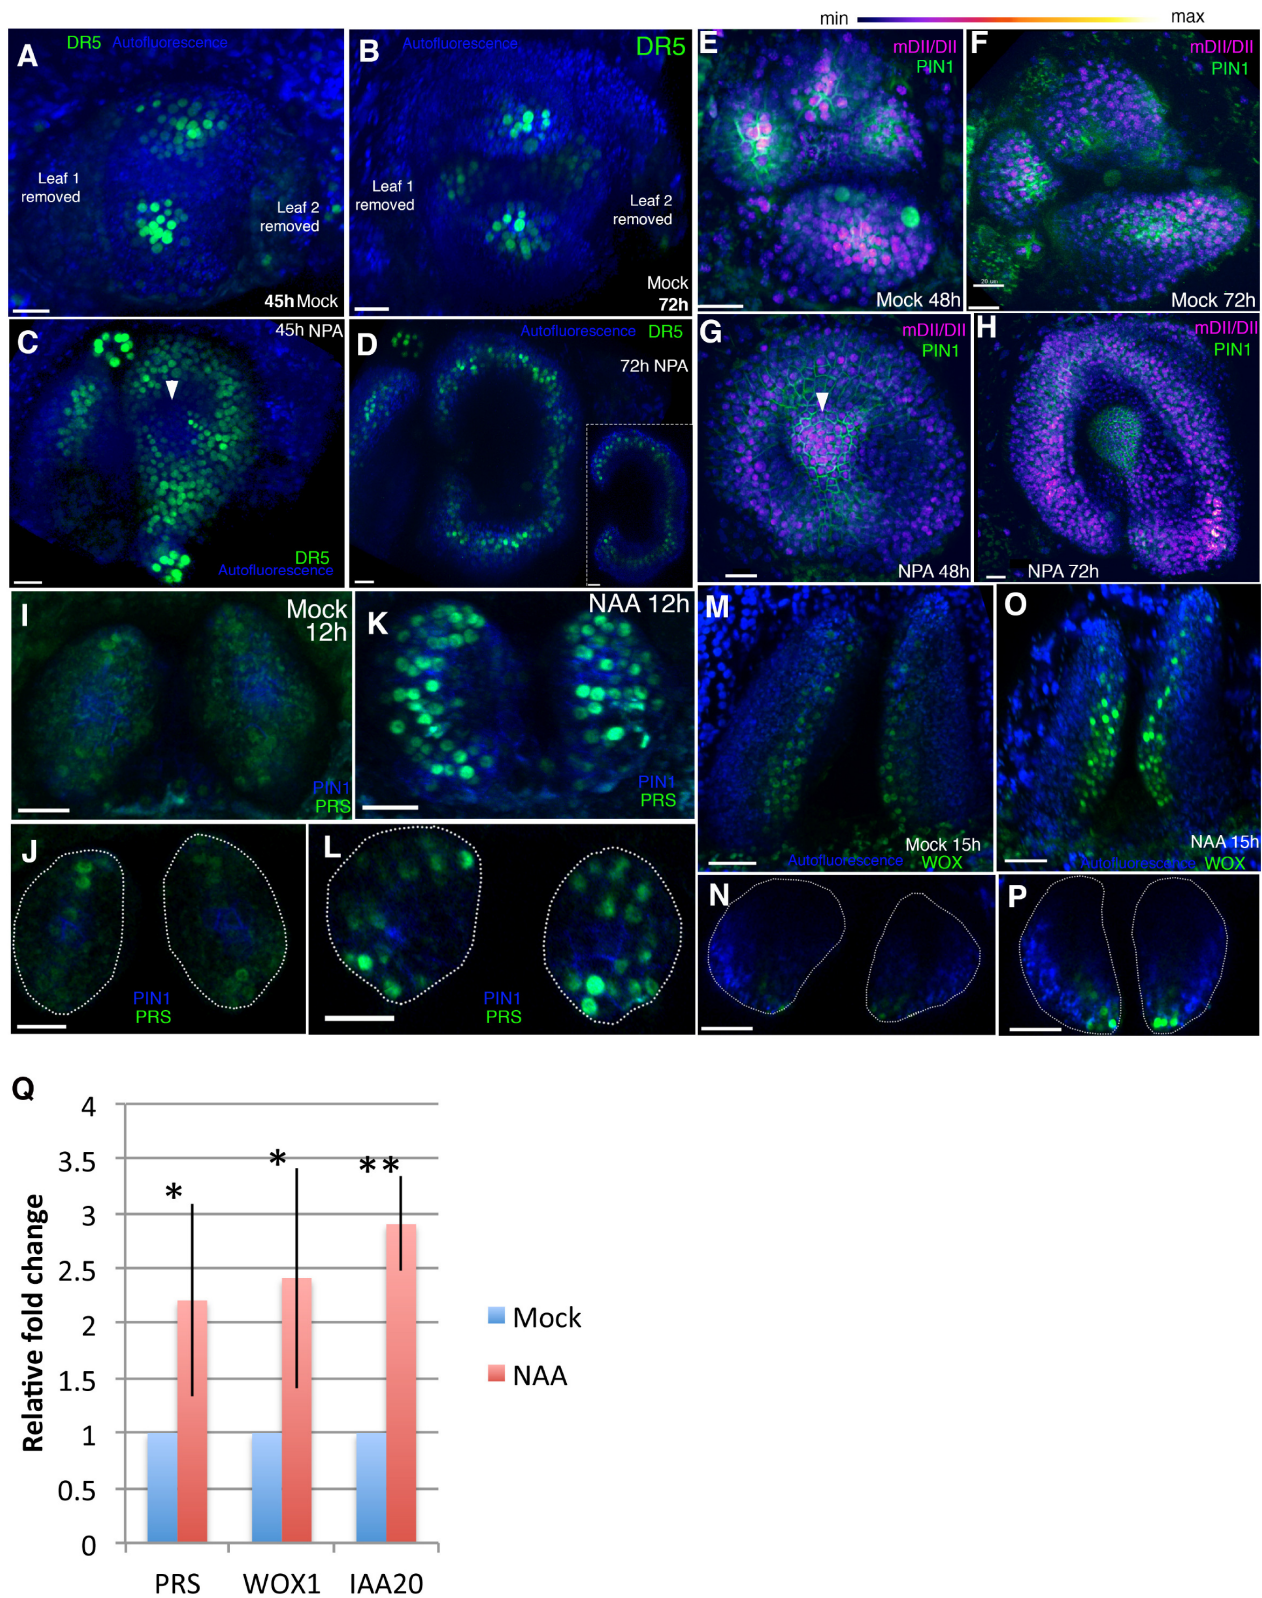 min max
A DR5 Autofluorescence
Leaf 1
removed
Leaf 2
removed
45h Mock
B Autofluorescence DR5
Leaf 1
removed
Leaf 2
removed
Mock
72h
E mDII/DII
PIN1
Mock 48h
F mDII/DII
PIN1
Mock 72h
C 45h NPA
DR5
Autofluorescence
D Autofluorescence DR5
72h NPA
G mDII/DII
PIN1
NPA 48h
H mDII/DII
PIN1
NPA 72h
I Mock
12h
PIN1
PRS
K NAA 12h
PIN1
PRS
M
Mock 15h
Autofluorescence WOX
O
NAA 15h
Autofluorescence WOX
J
PIN1
PRS
L
PIN1
PRS
N
P
Q
Relative fold change
4
3.5
3
2.5
2
1.5
1
0.5
0
*
*
**
PRS WOX1 IAA20
Mock
NAA